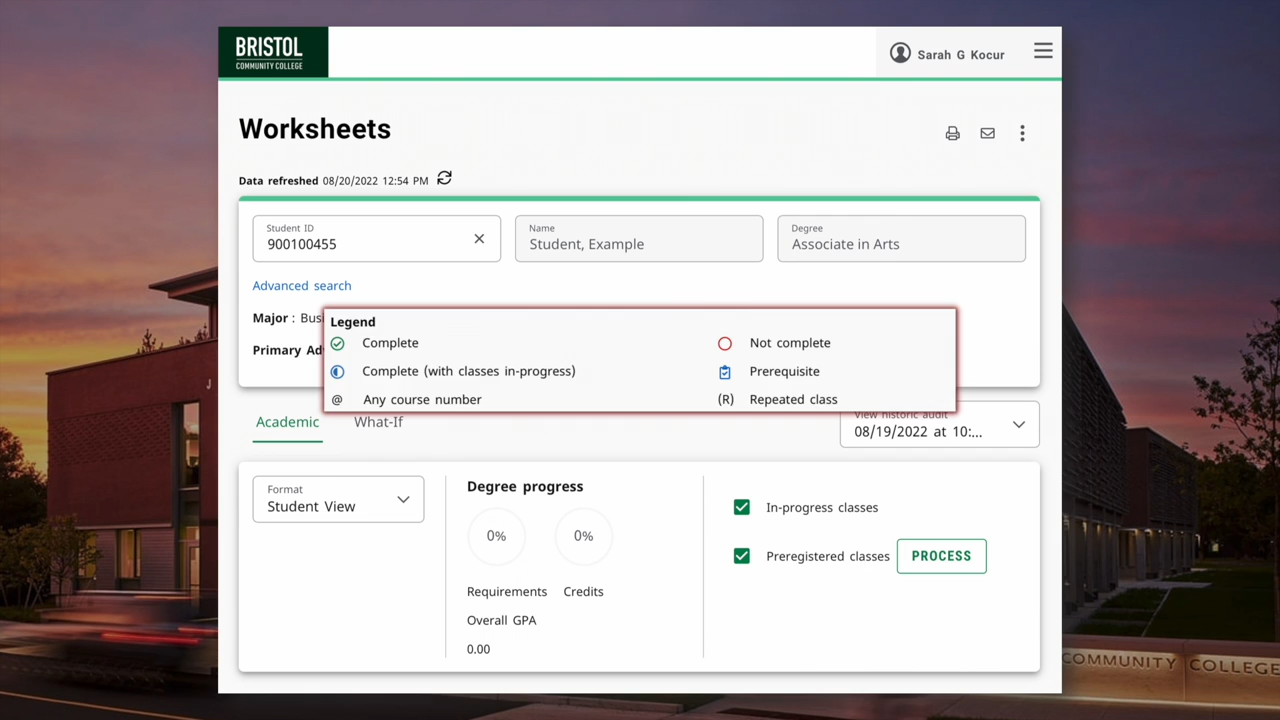 BRISTOL
COMMUNITY COLLEGE
Sarah G Kocur
Worksheets
Data refreshed 08/20/2022 12:54 PM
Student ID
900100455
Name
Student, Example
Degree
Associate in Arts
Advanced search
Major : Busi
Primary Ad
Legend
Complete
Not complete
Complete (with classes in-progress)
Prerequisite
@ Any course number
(R) Repeated class
Academic
What-If
View historic audit
08/19/2022 at 10:...
Format
Student View
Degree progress
0%
0%
Requirements
Credits
Overall GPA
0.00
In-progress classes
Preregistered classes
PROCESS
COMMUNITY COLLEGE